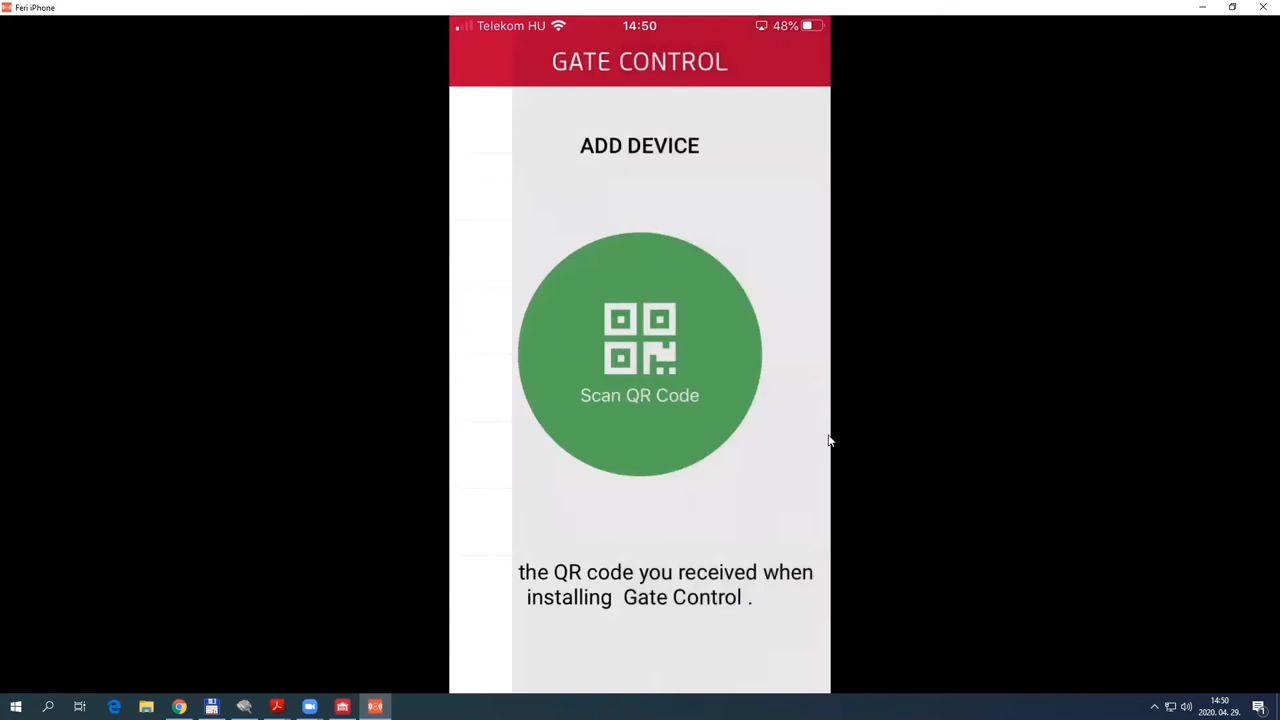 Feri iPhone
Telekom HU
14:50
48%
GATE CONTROL
ADD DEVICE
Scan QR Code
the QR code you received when
installing Gate Control .
14:50
2020. 04. 29.
1